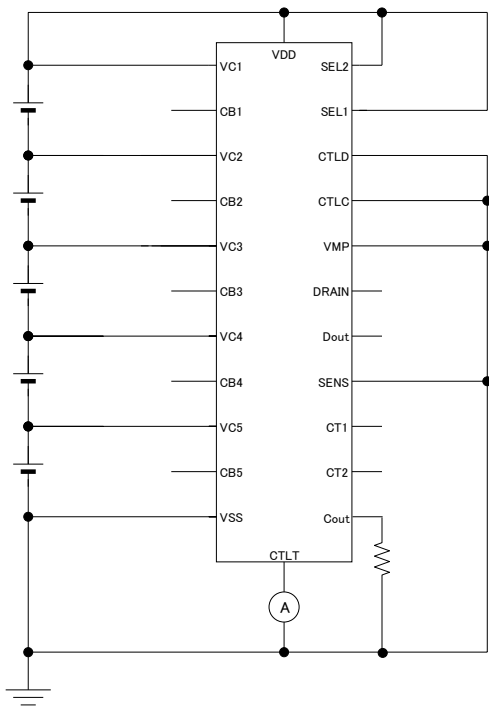 VDD
VC1
SEL2
CB1
SEL1
VC2
CTLD
CB2
CTLC
VC3
VMP
CB3
DRAIN
VC4
Dout
CB4
SENS
VC5
CT1
CB5
CT2
VSS
Cout
CTLT
A